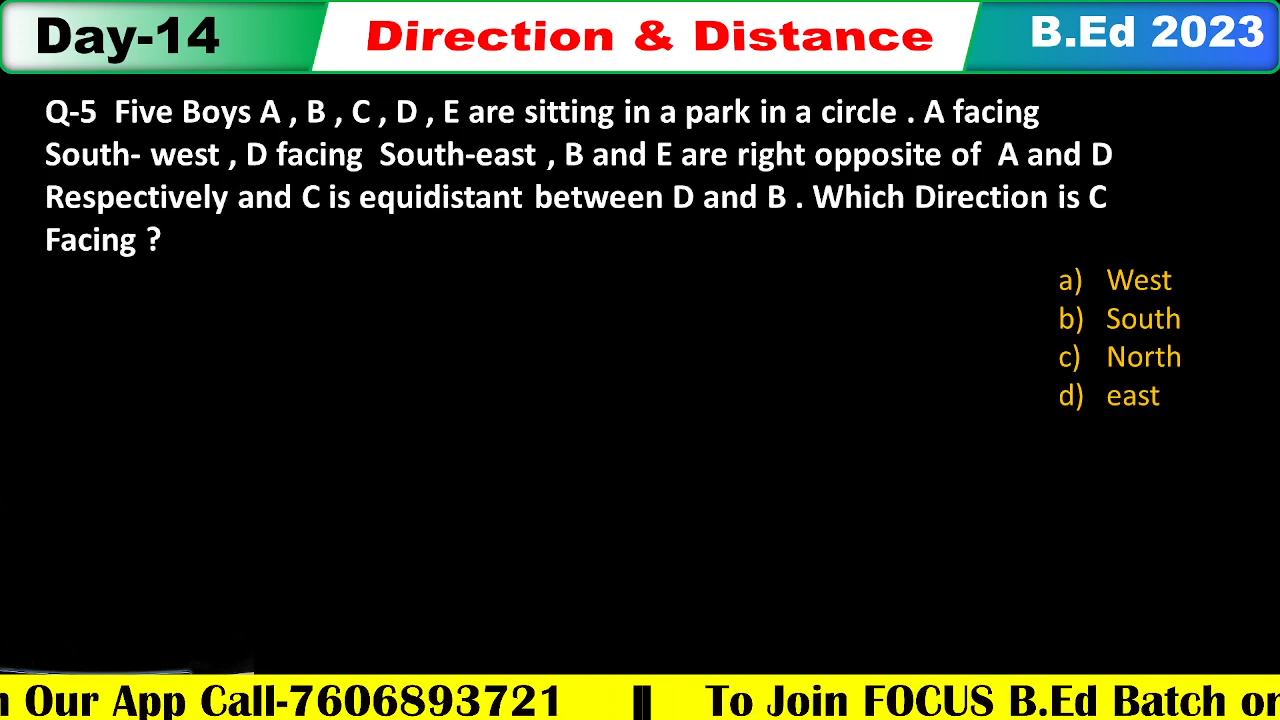 Day-14
Direction & Distance
B.Ed 2023
Q-5 Five Boys A , B , C , D , E are sitting in a park in a circle . A facing
South- west , D facing South-east , B and E are right opposite of A and D
Respectively and C is equidistant between D and B . Which Direction is C
Facing ?
a) West
b) South
c) North
d) east
n Our App Call-7606893721 || To Join FOCUS B.Ed Batch or